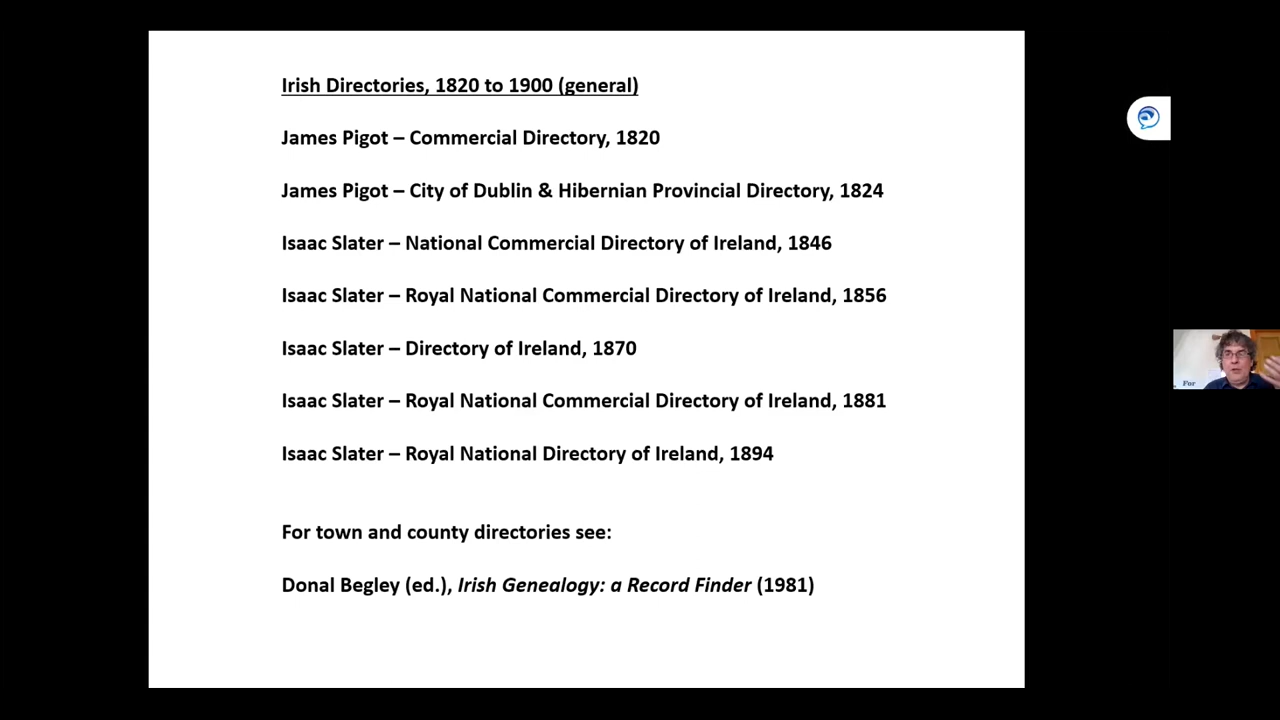 Irish Directories, 1820 to 1900 (general)
James Pigot – Commercial Directory, 1820
James Pigot – City of Dublin & Hibernian Provincial Directory, 1824
Isaac Slater – National Commercial Directory of Ireland, 1846
Isaac Slater – Royal National Commercial Directory of Ireland, 1856
Isaac Slater – Directory of Ireland, 1870
Isaac Slater – Royal National Commercial Directory of Ireland, 1881
Isaac Slater – Royal National Directory of Ireland, 1894
For town and county directories see:
Donal Begley (ed.), Irish Genealogy: a Record Finder (1981)
For